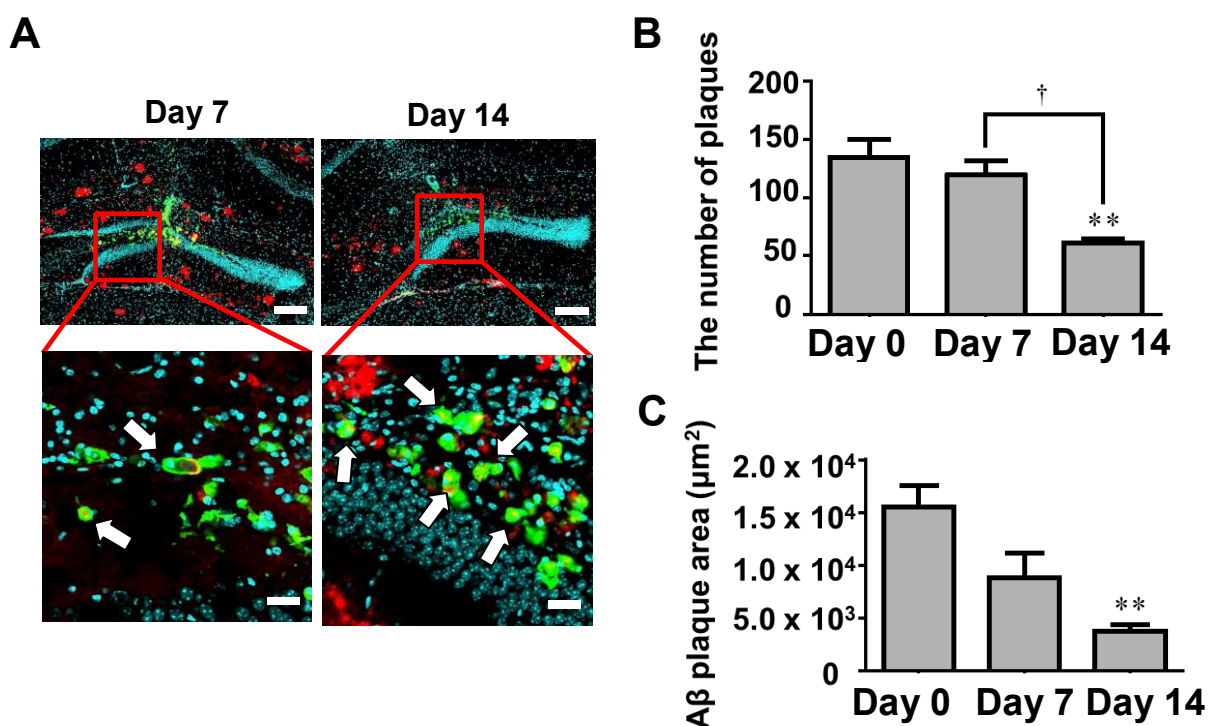 A
Day 7
Day 14
B
The number of plaques
200
150
100
50
0
†
**
Day 0
Day 7
Day 14
C
Aβ plaque area (µm²)
2.0 x 10⁴
1.5 x 10⁴
1.0 x 10⁴
5.0 x 10³
0
**
Day 0
Day 7
Day 14